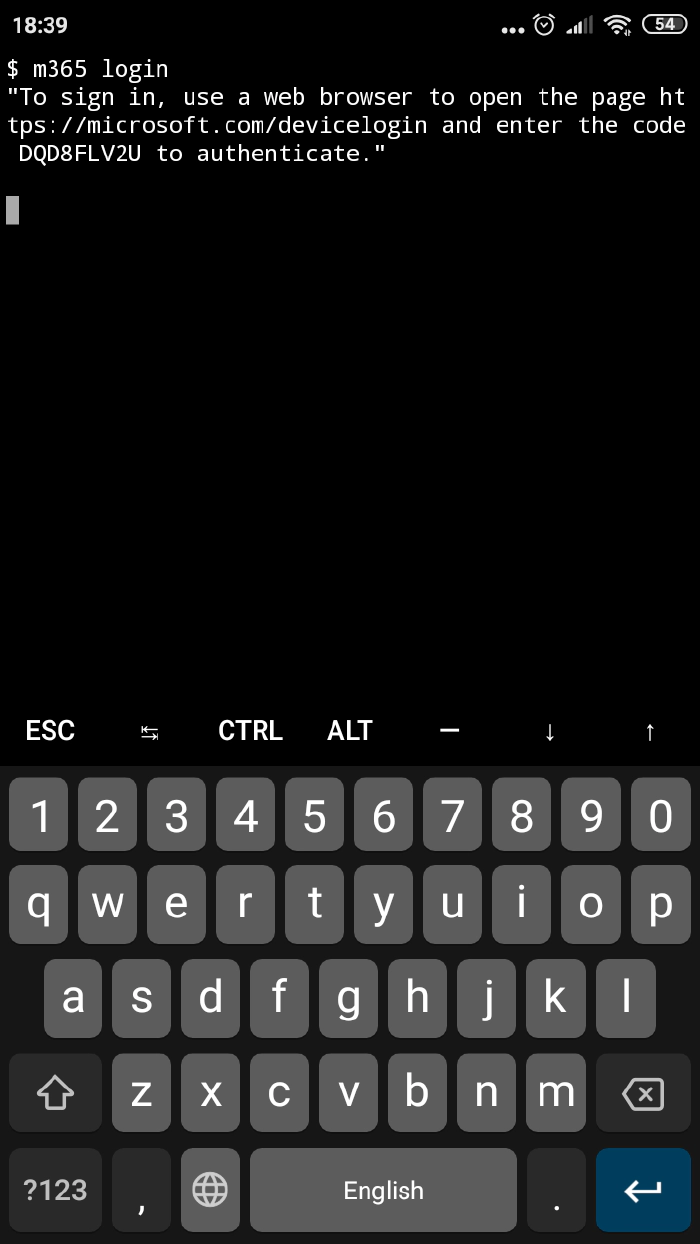 18:39
54
$ m365 login
"To sign in, use a web browser to open the page ht
tps://microsoft.com/devicelogin and enter the code
 DQD8FLV2U to authenticate."
ESC ↹ CTRL ALT — ↓ ↑
1 2 3 4 5 6 7 8 9 0
q w e r t y u i o p
a s d f g h j k l
z x c v b n m
?123 , English .